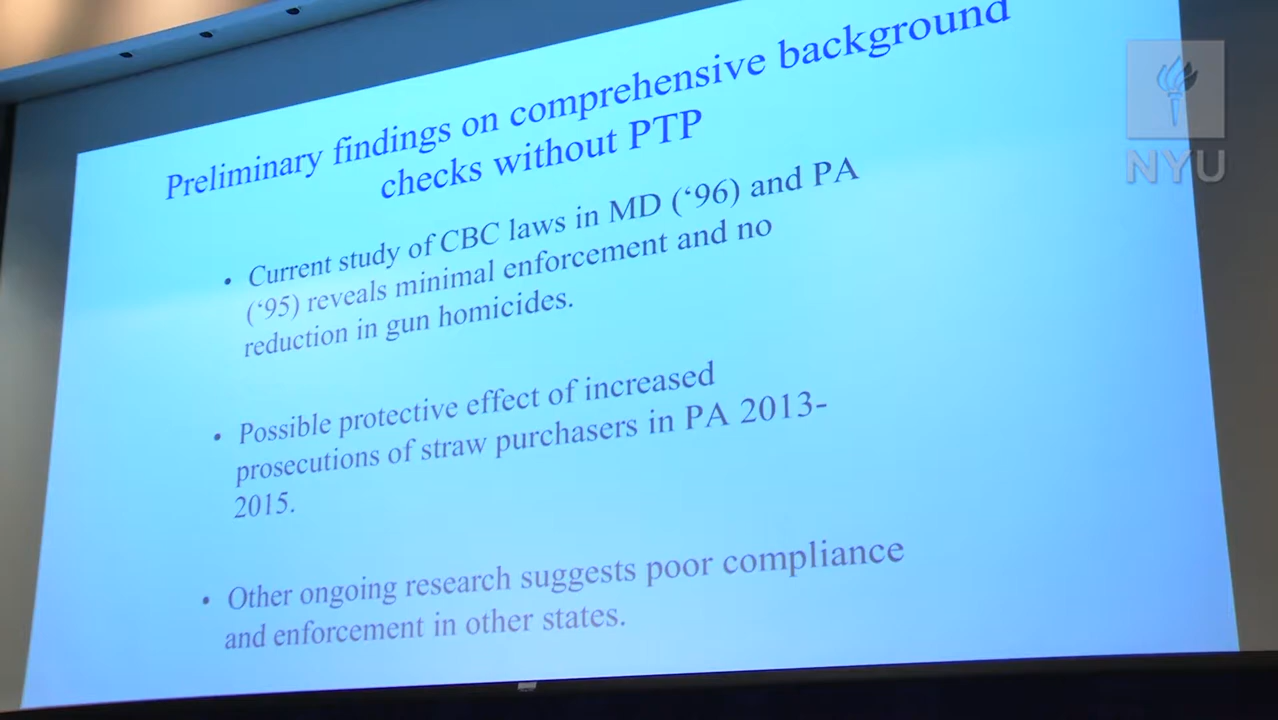 Preliminary findings on comprehensive background
checks without PTP
• Current study of CBC laws in MD (‘96) and PA
(‘95) reveals minimal enforcement and no
reduction in gun homicides.
• Possible protective effect of increased
prosecutions of straw purchasers in PA 2013-
2015.
• Other ongoing research suggests poor compliance
and enforcement in other states.
NYU